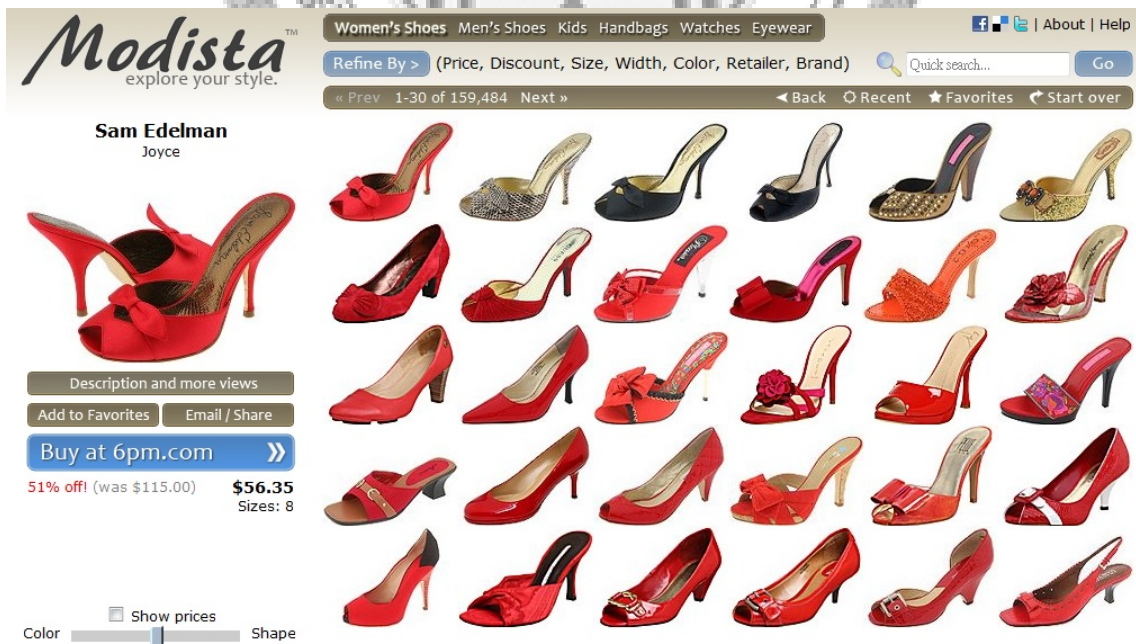 Modista™
explore your style.
Women's Shoes Men's Shoes Kids Handbags Watches Eyewear
| About | Help
Refine By > (Price, Discount, Size, Width, Color, Retailer, Brand)
Quick search...
Go
« Prev 1-30 of 159,484 Next »
Back Recent Favorites Start over
Sam Edelman
Joyce
Description and more views
Add to Favorites
Email / Share
Buy at 6pm.com »
51% off! (was $115.00) $56.35
Sizes: 8
Show prices
Color Shape